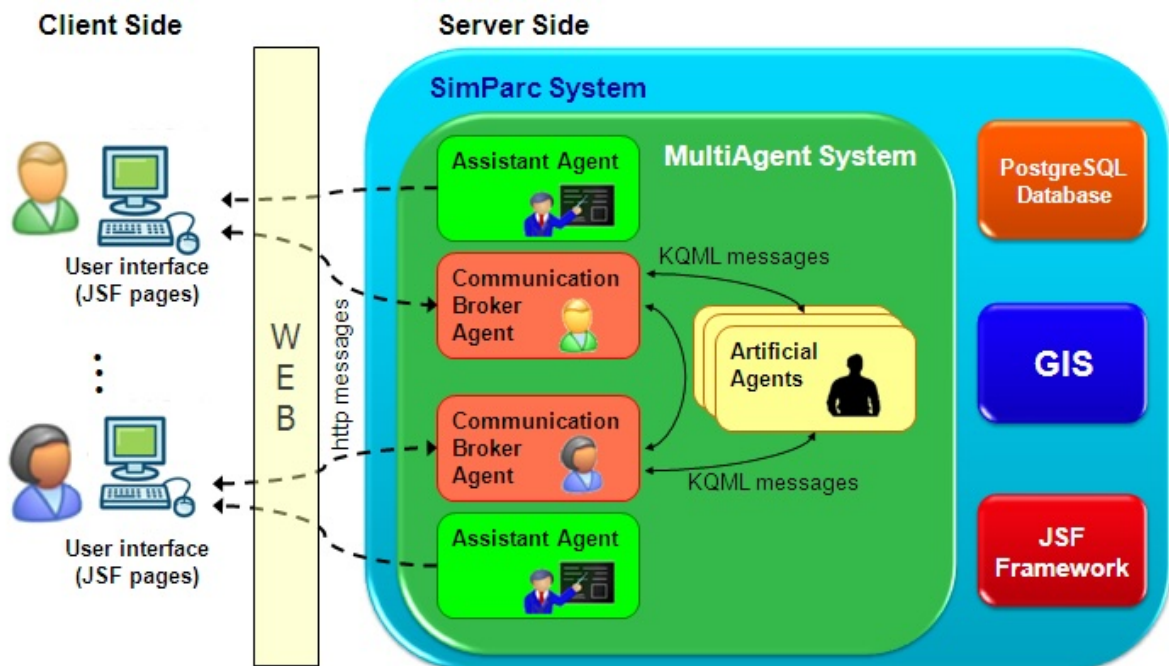 Client Side
Server Side
SimParc System
MultiAgent System
Assistant Agent
PostgreSQL
Database
User interface
(JSF pages)
Communication
Broker
Agent
KQML messages
W
E
B
http messages
Artificial
Agents
GIS
Communication
Broker
Agent
KQML messages
User interface
(JSF pages)
Assistant Agent
JSF
Framework